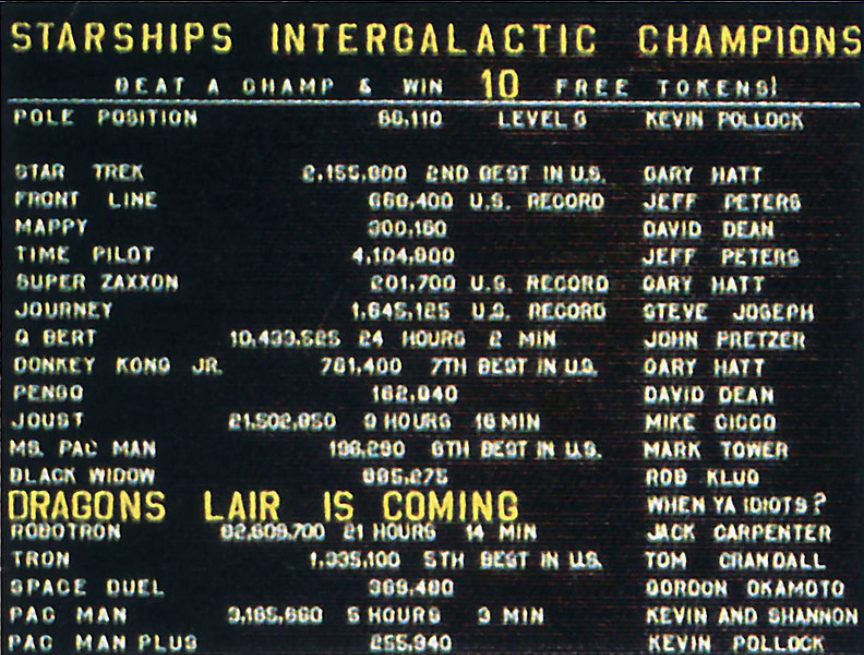 STARSHIPS INTERGALACTIC CHAMPIONS
BEAT A CHAMP & WIN 10 FREE TOKENS!
POLE POSITION 66,110 LEVEL G KEVIN POLLOCK
STAR TREK 2,155,800 2ND BEST IN U.S. GARY HATT
FRONT LINE 668,400 U.S. RECORD JEFF PETERS
MAPPY 300,160 DAVID DEAN
TIME PILOT 4,104,800 JEFF PETERS
SUPER ZAXXON 201,700 U.S. RECORD GARY HATT
JOURNEY 1,645,125 U.S. RECORD STEVE JOSEPH
Q BERT 10,433,525 24 HOURS 2 MIN JOHN PRETZER
DONKEY KONG JR. 781,400 7TH BEST IN U.S. GARY HATT
PENGO 162,840 DAVID DEAN
JOUST 21,502,850 HOURS 16 MIN MIKE CICCO
MS. PAC MAN 196,290 6TH BEST IN U.S. MARK TOWER
BLACK WIDOW 885,275 ROB KLUG
DRAGONS LAIR IS COMING WHEN YA IDIOTS?
ROBOTRON 82,609,700 21 HOURS 14 MIN JACK CARPENTER
TRON 1,335,100 5TH BEST IN U.S. TOM CRANDALL
SPACE DUEL 369,480 GORDON OKAMOTO
PAC MAN 3,165,660 5 HOURS 3 MIN KEVIN AND SHANNON
PAC MAN PLUS 255,940 KEVIN POLLOCK